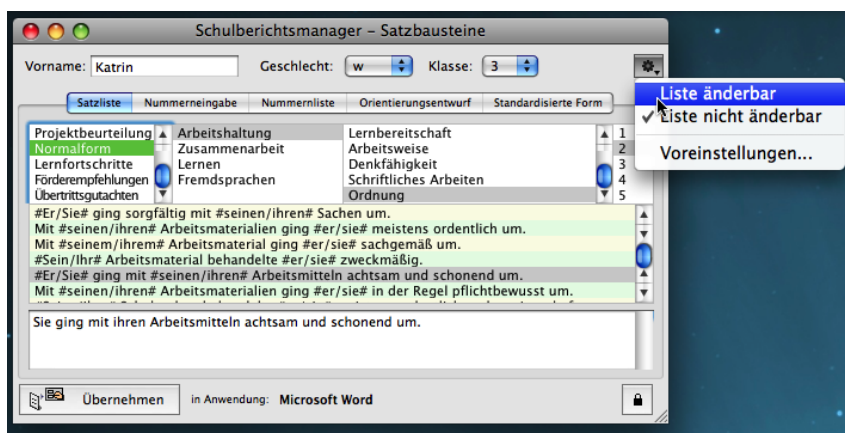 Schulberichtsmanager – Satzbausteine
Vorname: Katrin Geschlecht: w Klasse: 3
Liste änderbar
✓ Liste nicht änderbar
Voreinstellungen...
Satzliste Nummerneingabe Nummernliste Orientierungsentwurf Standardisierte Form
Projektbeurteilung Arbeitshaltung Lernbereitschaft 1
Normalform Zusammenarbeit Arbeitsweise 2
Lernfortschritte Lernen Denkfähigkeit 3
Förderempfehlungen Fremdsprachen Schriftliches Arbeiten 4
Übertrittsgutachten Ordnung 5
#Er/Sie# ging sorgfältig mit #seinen/ihren# Sachen um.
Mit #seinen/ihren# Arbeitsmaterialien ging #er/sie# meistens ordentlich um.
Mit #seinem/ihrem# Arbeitsmaterial ging #er/sie# sachgemäß um.
#Sein/Ihr# Arbeitsmaterial behandelte #er/sie# zweckmäßig.
#Er/Sie# ging mit #seinen/ihren# Arbeitsmitteln achtsam und schonend um.
Mit #seinen/ihren# Arbeitsmaterialien ging #er/sie# in der Regel pflichtbewusst um.
Sie ging mit ihren Arbeitsmitteln achtsam und schonend um.
Übernehmen in Anwendung: Microsoft Word